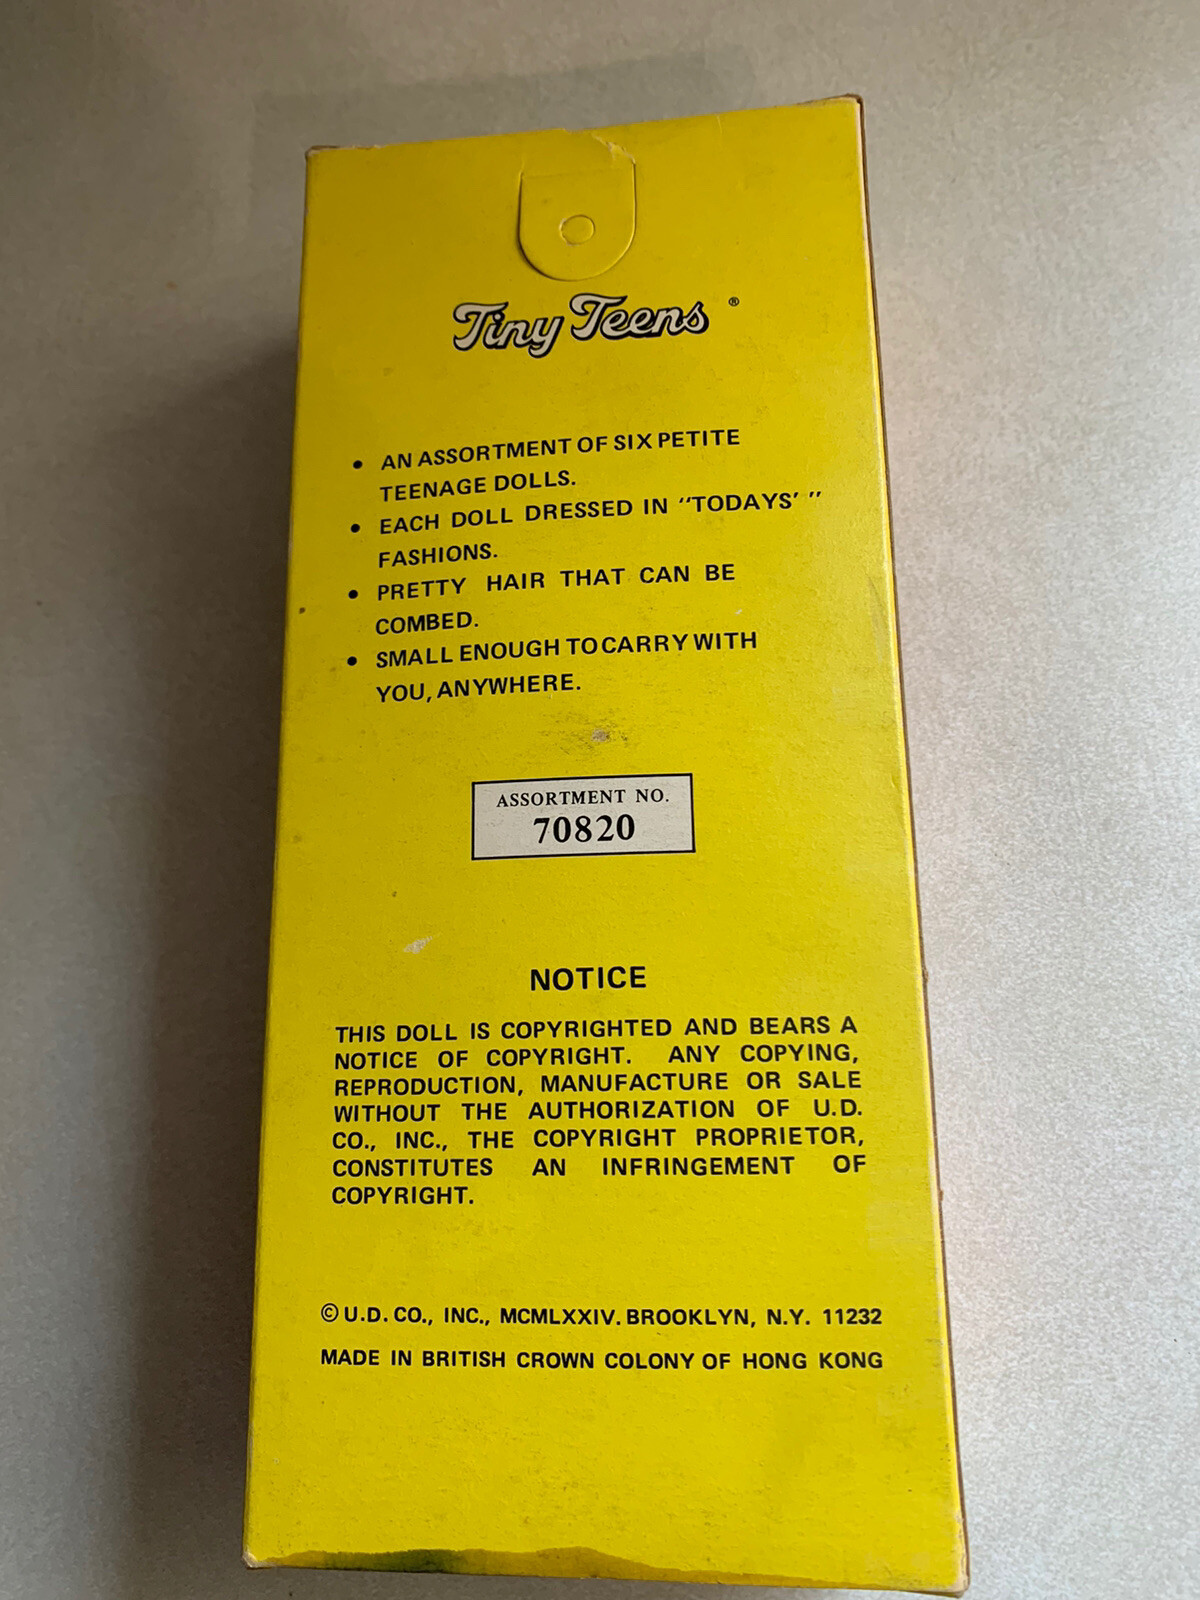 Tiny Teens ®
• AN ASSORTMENT OF SIX PETITE
TEENAGE DOLLS.
• EACH DOLL DRESSED IN "TODAYS' "
FASHIONS.
• PRETTY HAIR THAT CAN BE
COMBED.
• SMALL ENOUGH TO CARRY WITH
YOU, ANYWHERE.
ASSORTMENT NO.
70820
NOTICE
THIS DOLL IS COPYRIGHTED AND BEARS A
NOTICE OF COPYRIGHT. ANY COPYING,
REPRODUCTION, MANUFACTURE OR SALE
WITHOUT THE AUTHORIZATION OF U.D.
CO., INC., THE COPYRIGHT PROPRIETOR,
CONSTITUTES AN INFRINGEMENT OF
COPYRIGHT.
© U.D. CO., INC., MCMLXXIV. BROOKLYN, N.Y. 11232
MADE IN BRITISH CROWN COLONY OF HONG KONG